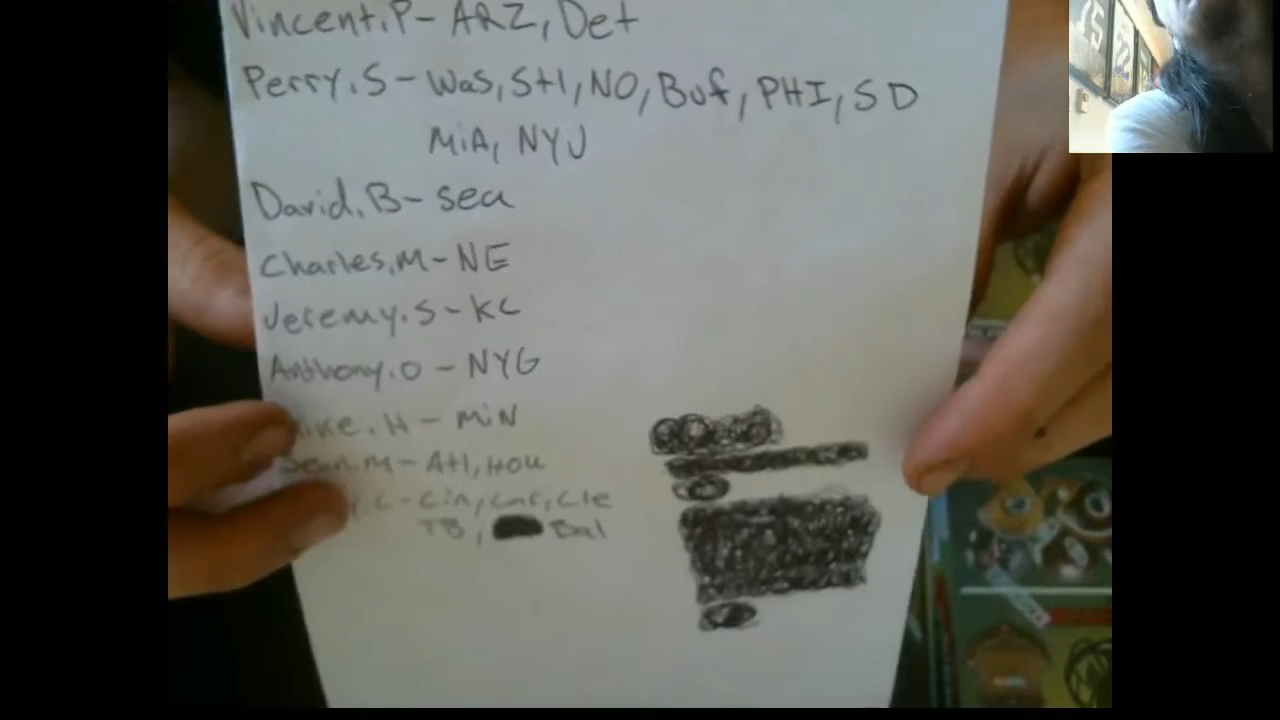 Vincent.P - ARZ, Det
Perry.S - Was, Stl, NO, Buf, PHI, SD
MiA, NYJ
David.B - Sea
Charles.M - NE
Jeremy.S - KC
Anthony.O - NYG
H - MiN
Sean.M - Atl, HOU
C - Cin, Car, Cle
TB, Bal